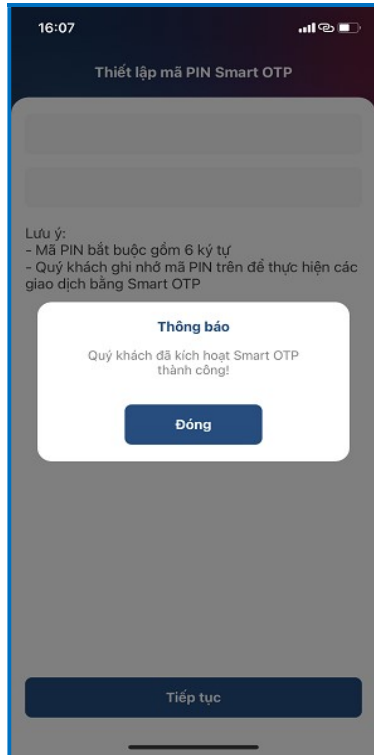 16:07
Thiết lập mã PIN Smart OTP
Lưu ý:
- Mã PIN bắt buộc gồm 6 ký tự
- Quý khách ghi nhớ mã PIN trên để thực hiện các
giao dịch bằng Smart OTP
Thông báo
Quý khách đã kích hoạt Smart OTP
thành công!
Đóng
Tiếp tục